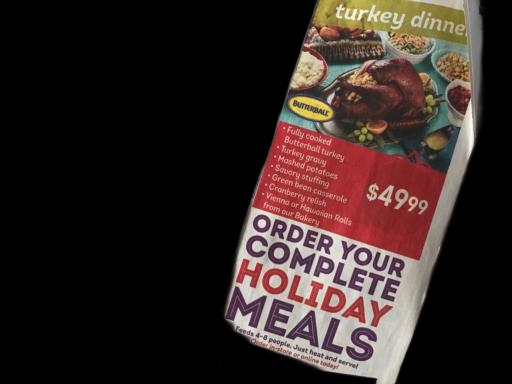 turkey dinne
BUTTERBALL
• Fully cooked
Butterball turkey
• Turkey gravy
• Mashed potatoes
• Savory stuffing
• Green bean casserole
• Cranberry relish
• Vienna or Hawaiian Rolls
from our Bakery
$49.99
ORDER YOUR
COMPLETE
HOLIDAY
MEALS
Feeds 4-8 people. Just heat and serve!
Order in-store or online today!